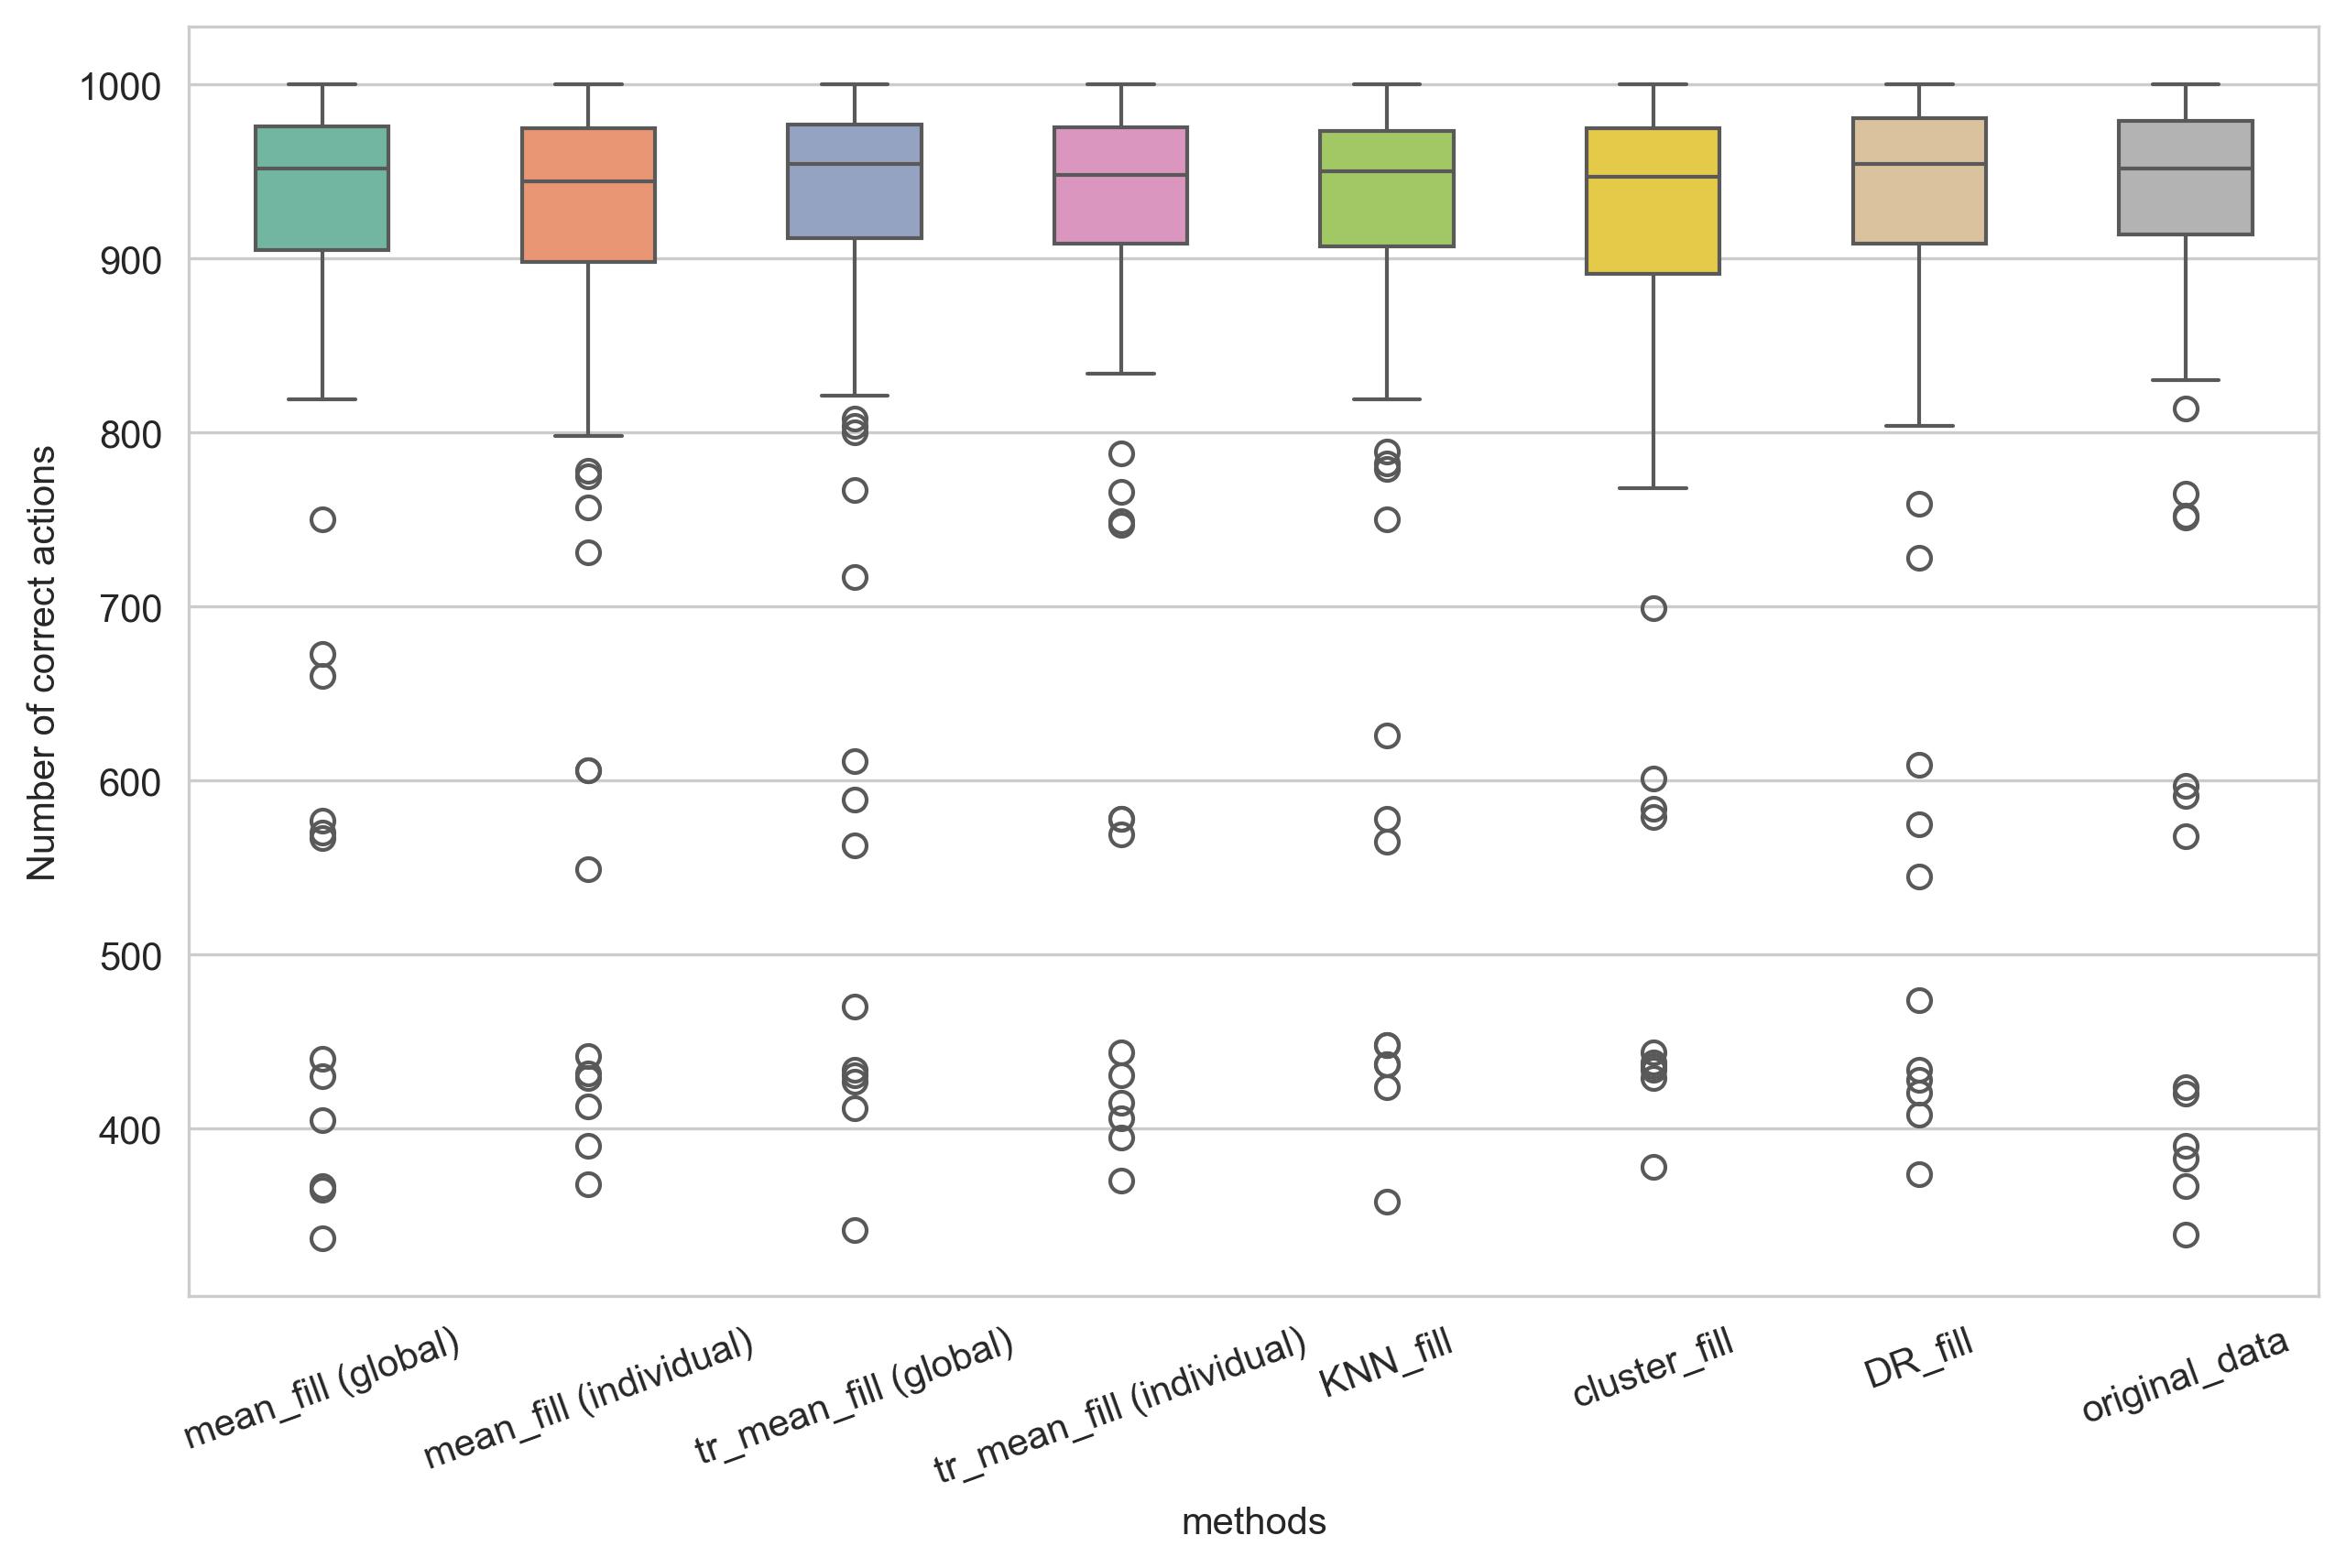 Number of correct actions
1000
900
800
700
600
500
400
mean_fill (global)
mean_fill (individual)
tr_mean_fill (global)
tr_mean_fill (individual)
KNN_fill
cluster_fill
DR_fill
original_data
methods